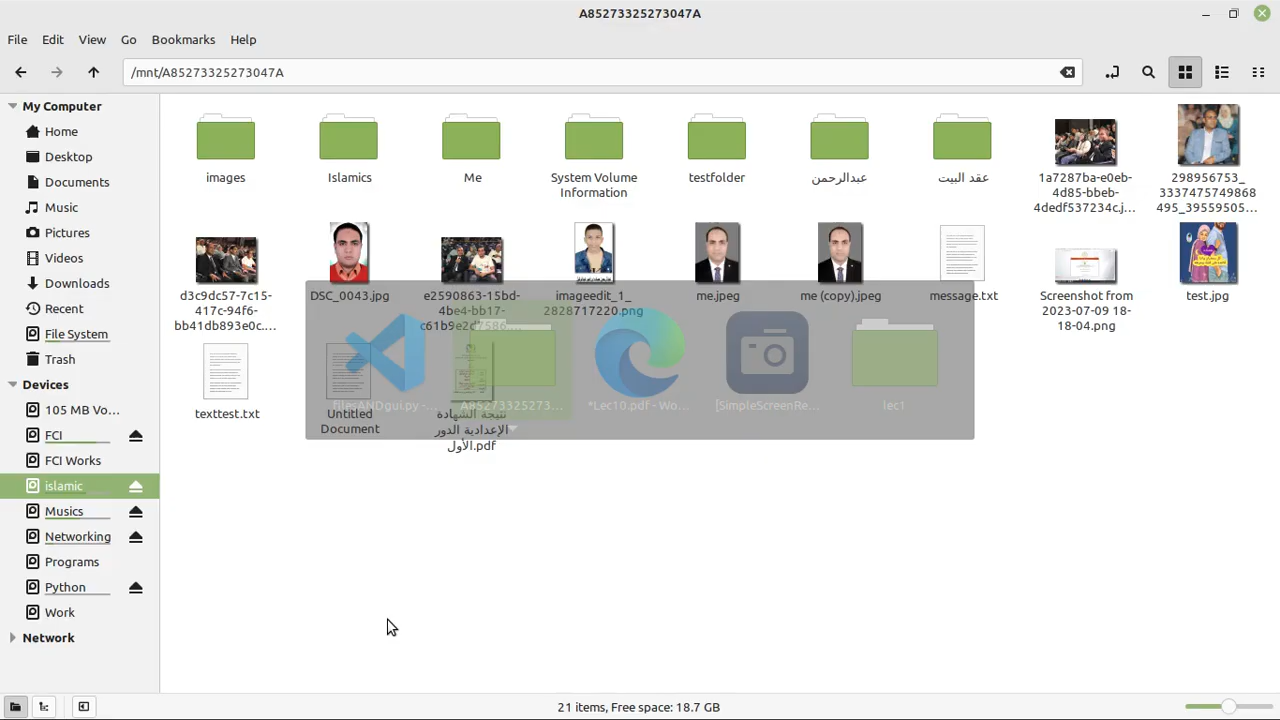 A85273325273047A
File Edit View Go Bookmarks Help
/mnt/A85273325273047A
My Computer
Home
Desktop
Documents
Music
Pictures
Videos
Downloads
Recent
File System
Trash
Devices
105 MB Vo...
FCI
FCI Works
islamic
Musics
Networking
Programs
Python
Work
Network
images
Islamics
Me
System Volume
Information
testfolder
عبدالرحمن
عقد البيت
1a7287ba-e0eb-
4d85-bbeb-
4dedf537234c.j...
298956753_
3337475749868
495_39559505...
d3c9dc57-7c15-
417c-94f6-
bb41db893e0c....
DSC_0043.jpg
e2590863-15bd-
4be4-bb17-
imageedit_1_
2828717220.png
me.jpeg
me (copy).jpeg
message.txt
Screenshot from
2023-07-09 18-
18-04.png
test.jpg
texttest.txt
Untitled
Document
نتيجة الشهادة
الإعدادية الدور
الأول.pdf
filesANDgui.py -...
A85273325273...
*Lec10.pdf - Wo...
[SimpleScreenRe...
lec1
21 items, Free space: 18.7 GB